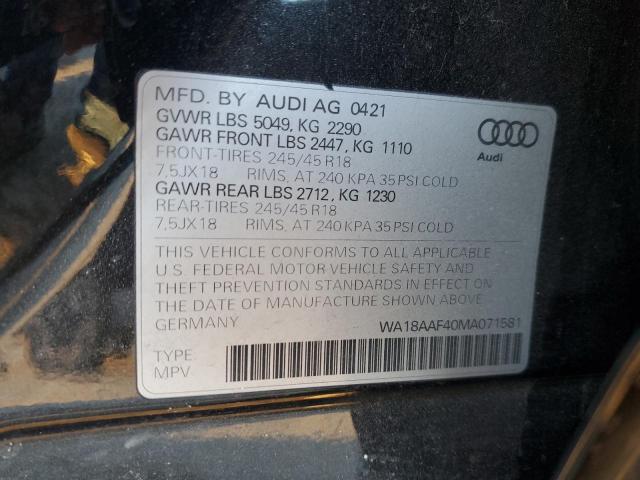 MFD. BY AUDI AG 0421
GVWR LBS 5049, KG 2290
GAWR FRONT LBS 2447, KG 1110
FRONT-TIRES 245/45 R18
7,5JX18 RIMS, AT 240 KPA 35 PSI COLD
GAWR REAR LBS 2712, KG 1230
REAR-TIRES 245/45 R18
7,5JX18 RIMS, AT 240 KPA 35 PSI COLD
Audi
THIS VEHICLE CONFORMS TO ALL APPLICABLE
U.S. FEDERAL MOTOR VEHICLE SAFETY AND
THEFT PREVENTION STANDARDS IN EFFECT ON
THE DATE OF MANUFACTURE SHOWN ABOVE.
GERMANY WA18AAF40MA071581
TYPE
MPV